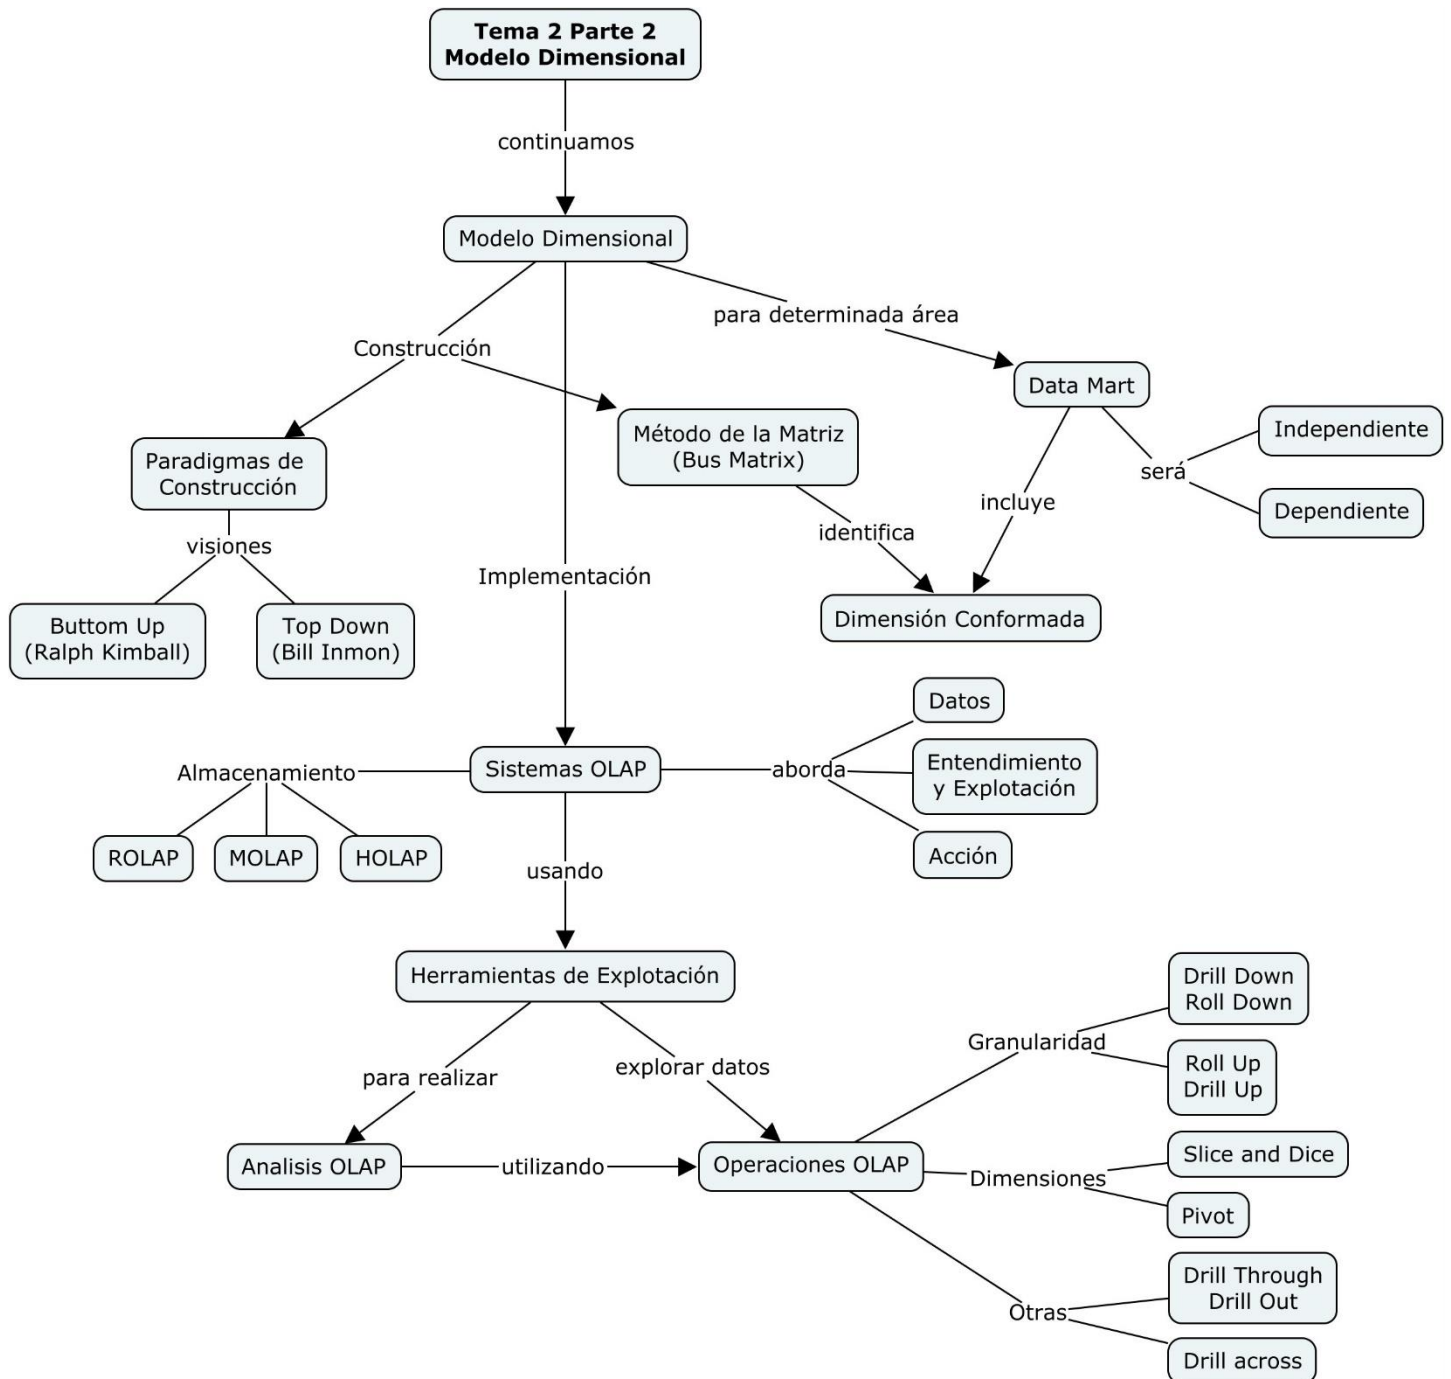 Tema 2 Parte 2
Modelo Dimensional
continuamos
Modelo Dimensional
para determinada área
Construcción
Data Mart
Método de la Matriz
(Bus Matrix)
Independiente
Paradigmas de
Construcción
será
incluye
Dependiente
identifica
visiones
Implementación
Buttom Up
(Ralph Kimball)
Top Down
(Bill Inmon)
Dimensión Conformada
Datos
Almacenamiento
Sistemas OLAP
aborda
Entendimiento
y Explotación
ROLAP
MOLAP
HOLAP
Acción
usando
Herramientas de Explotación
Drill Down
Roll Down
Granularidad
para realizar
explorar datos
Roll Up
Drill Up
Analisis OLAP
utilizando
Operaciones OLAP
Slice and Dice
Dimensiones
Pivot
Drill Through
Drill Out
Otras
Drill across